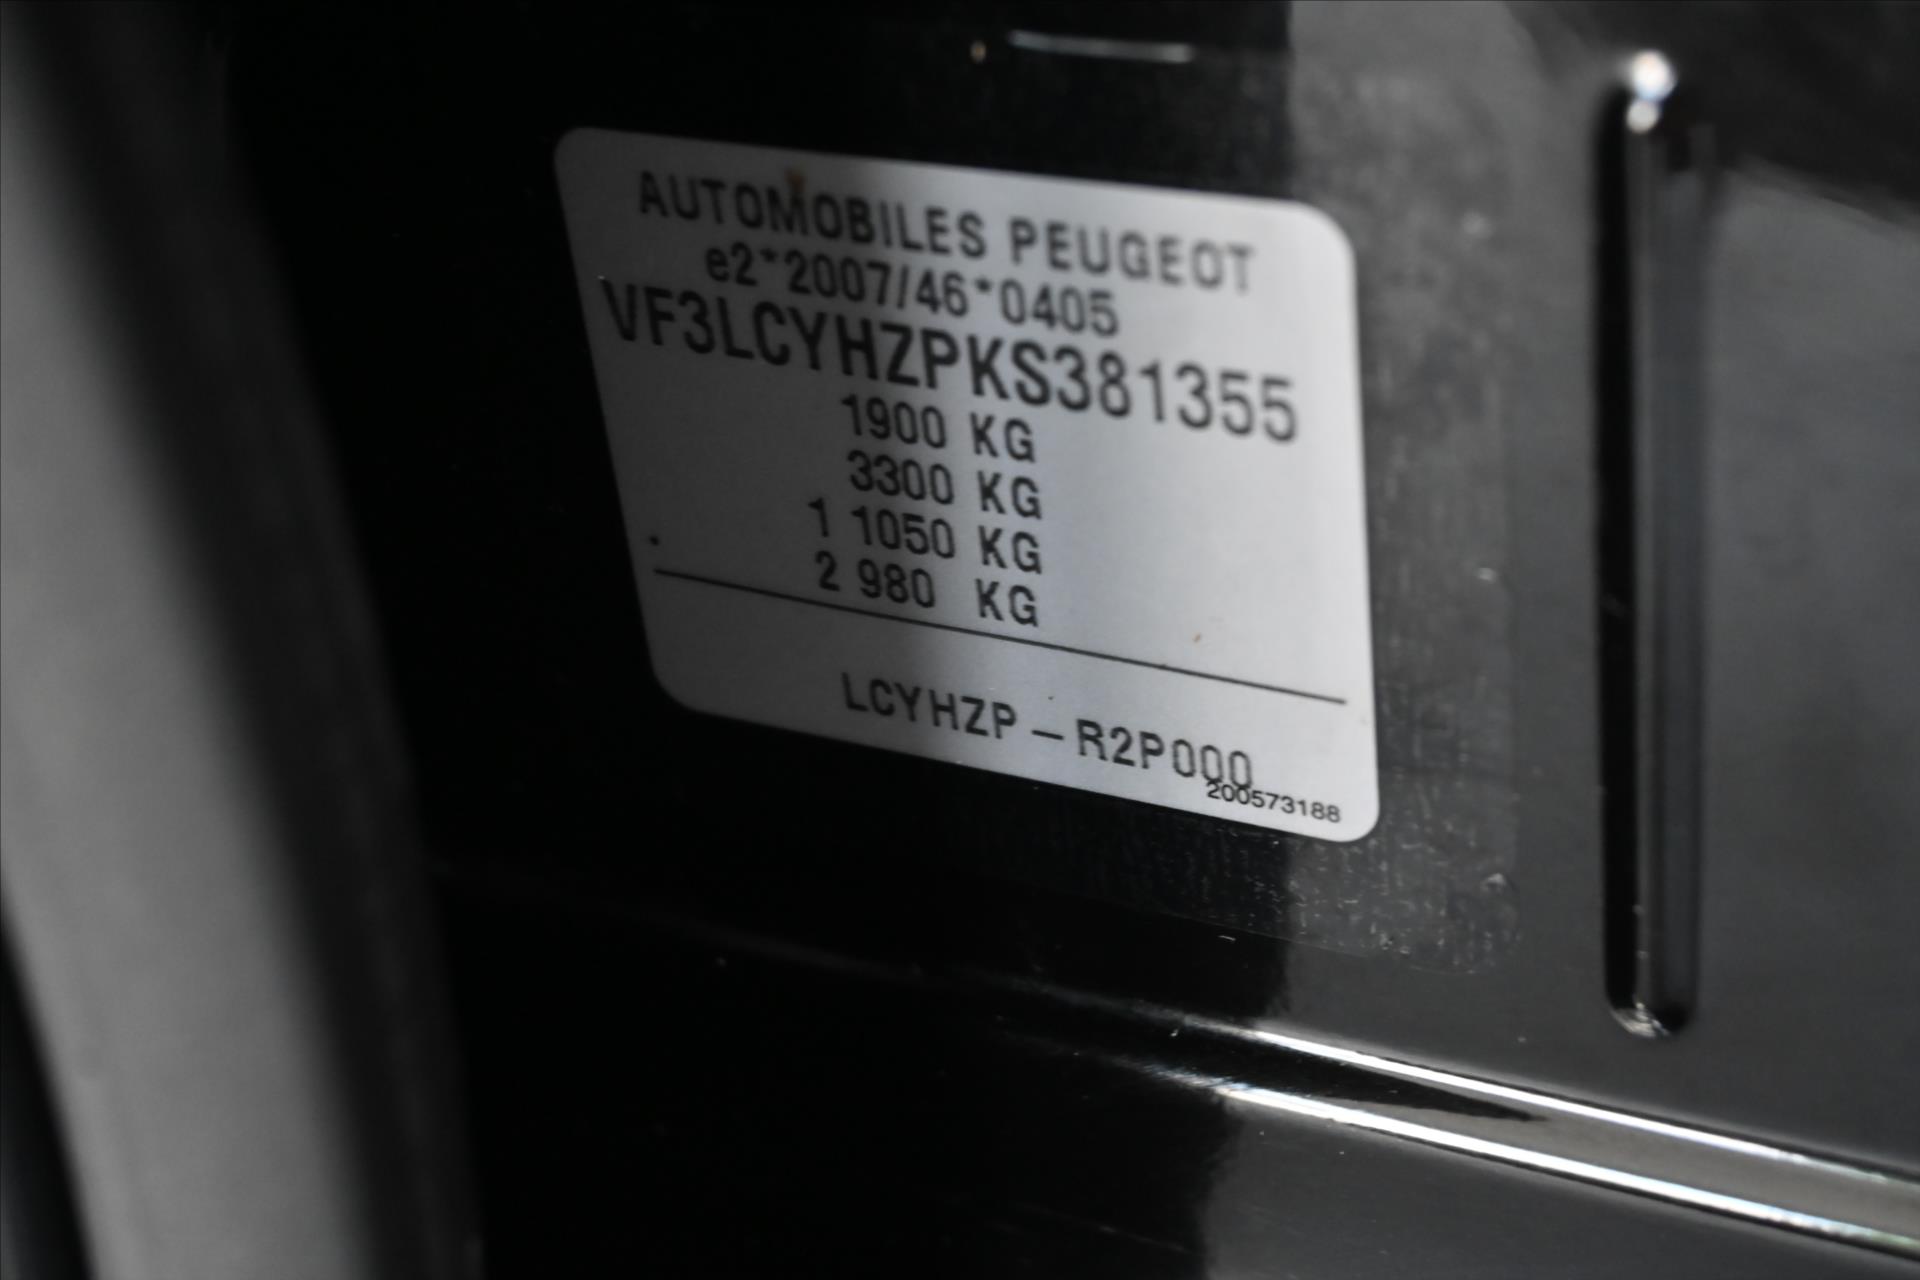 AUTOMOBILES PEUGEOT
e2*2007/46*0405
VF3LCYHZPKS381355
1900 KG
3300 KG
1 1050 KG
2 980 KG
LCYHZP – R2P000
200573188